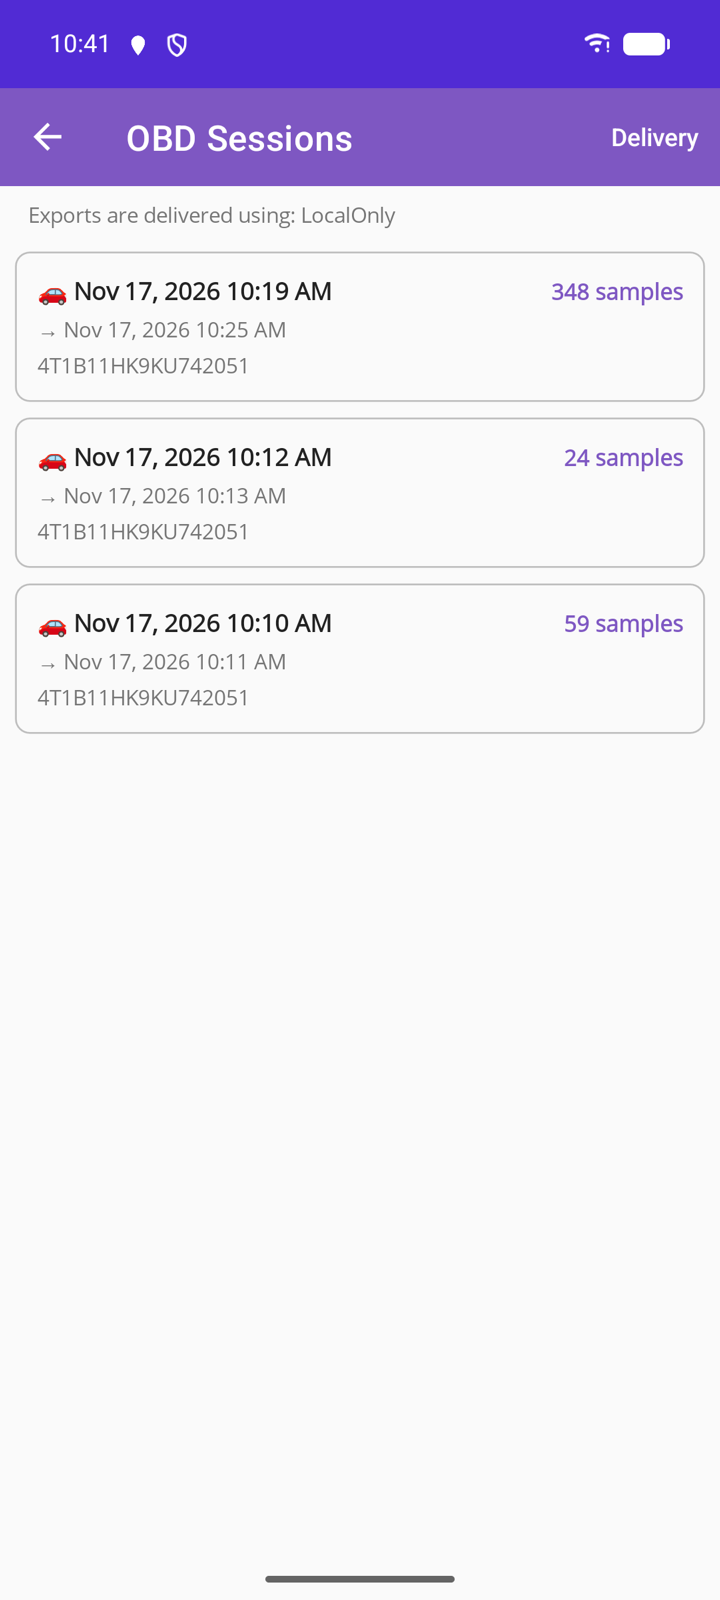 10:41
OBD Sessions
Delivery
Exports are delivered using: LocalOnly
🚗 Nov 17, 2026 10:19 AM
348 samples
→ Nov 17, 2026 10:25 AM
4T1B11HK9KU742051
🚗 Nov 17, 2026 10:12 AM
24 samples
→ Nov 17, 2026 10:13 AM
4T1B11HK9KU742051
🚗 Nov 17, 2026 10:10 AM
59 samples
→ Nov 17, 2026 10:11 AM
4T1B11HK9KU742051